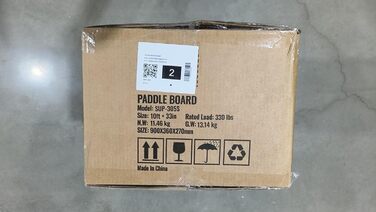 2
PADDLE BOARD
Model: SUP-305S
Size: 10ft * 33in Rated Load: 330 lbs
N.W: 11.46 kg G.W: 13.14 kg
SIZE: 900X360X270mm
Made In China